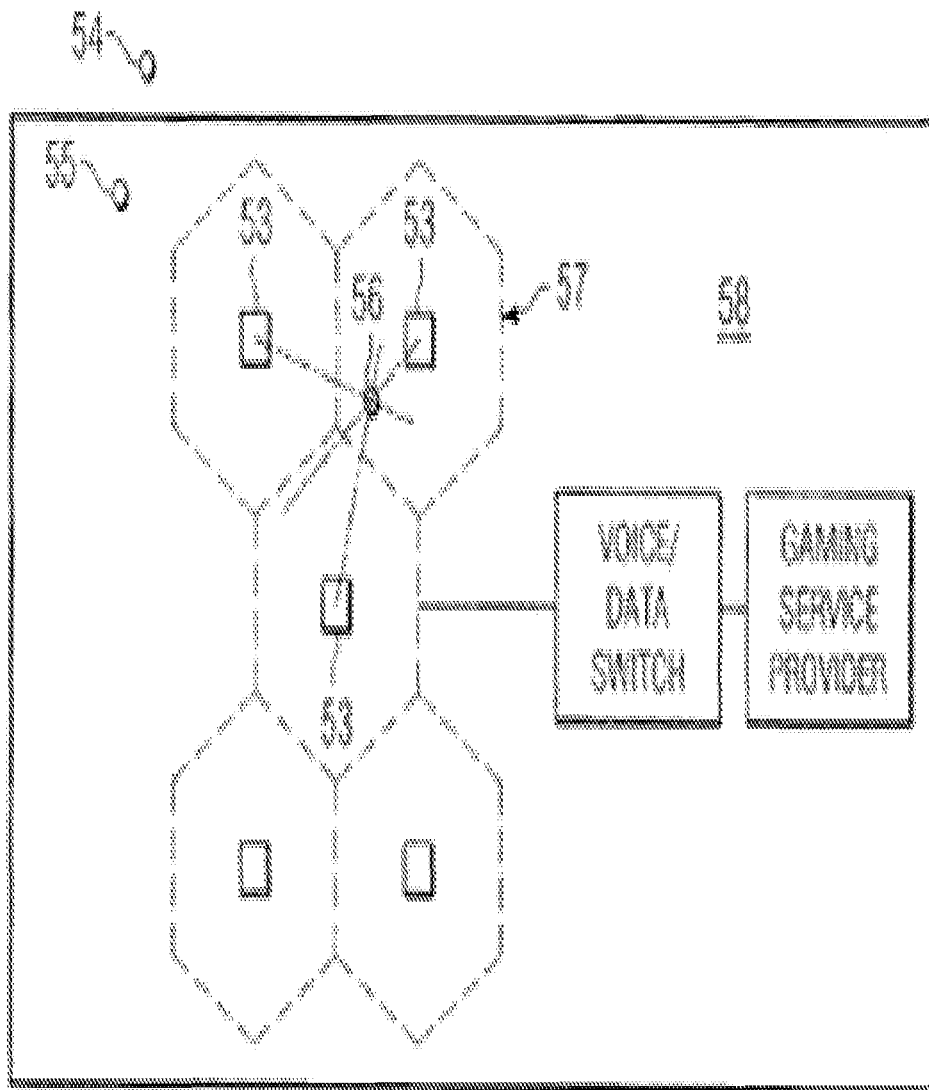 54
55
53
53
56
57
58
VOICE/
DATA
SWITCH
GAMING
SERVICE
PROVIDER
53